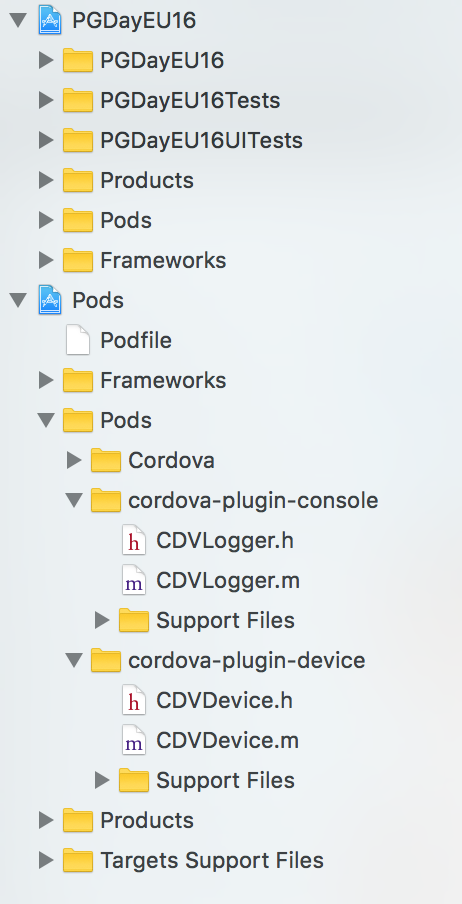 PGDayEU16
PGDayEU16
PGDayEU16Tests
PGDayEU16UITests
Products
Pods
Frameworks
Pods
Podfile
Frameworks
Pods
Cordova
cordova-plugin-console
h CDVLogger.h
m CDVLogger.m
Support Files
cordova-plugin-device
h CDVDevice.h
m CDVDevice.m
Support Files
Products
Targets Support Files